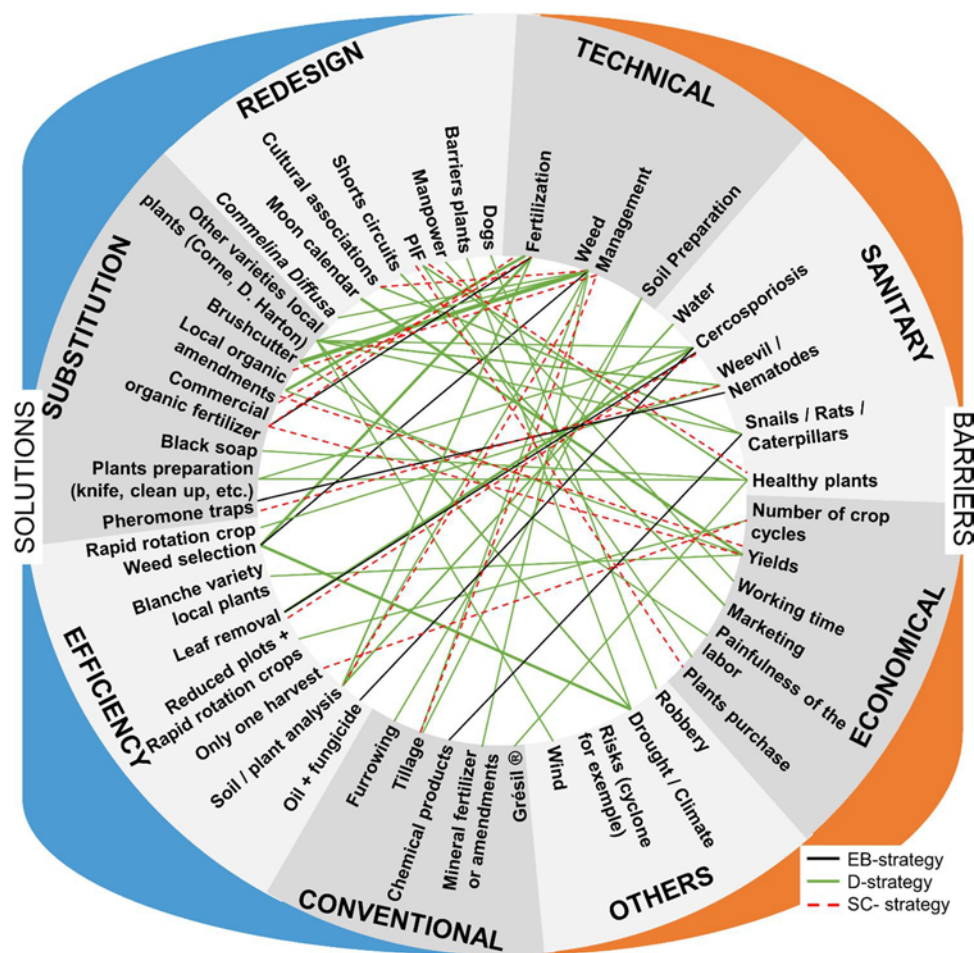 REDESIGN
Cultural associations
Moon calendar
Shorts circuits
PIF
Manpower
Barriers plants
Dogs
TECHNICAL
Fertilization
Weed
Management
Soil Preparation
SANITARY
Water
Cercosporiosis
Weevil /
Nematodes
Snails / Rats /
Caterpillars
Healthy plants
BARRIERS
ECONOMICAL
Number of crop
cycles
Yields
Working time
Marketing
Painfulness of the
labor
Plants purchase
OTHERS
Robbery
Drought / Climate
Risks (cyclone
for exemple)
Wind
CONVENTIONAL
Grésil ®
Mineral fertilizer
or amendments
Chemical products
Tillage
Furrowing
EFFICIENCY
Oil + fungicide
Soil / plant analysis
Only one harvest
Reduced plots +
Rapid rotation crops
Leaf removal
Blanche variety
local plants
Weed selection
Rapid rotation crop
SOLUTIONS
SUBSTITUTION
Pheromone traps
Plants preparation
(knife, clean up, etc.)
Black soap
Commercial
organic fertilizer
Local organic
amendments
Brushcutter
Other varieties local
plants (Corne, D. Harton)
Commelina Diffusa
EB-strategy
D-strategy
SC- strategy